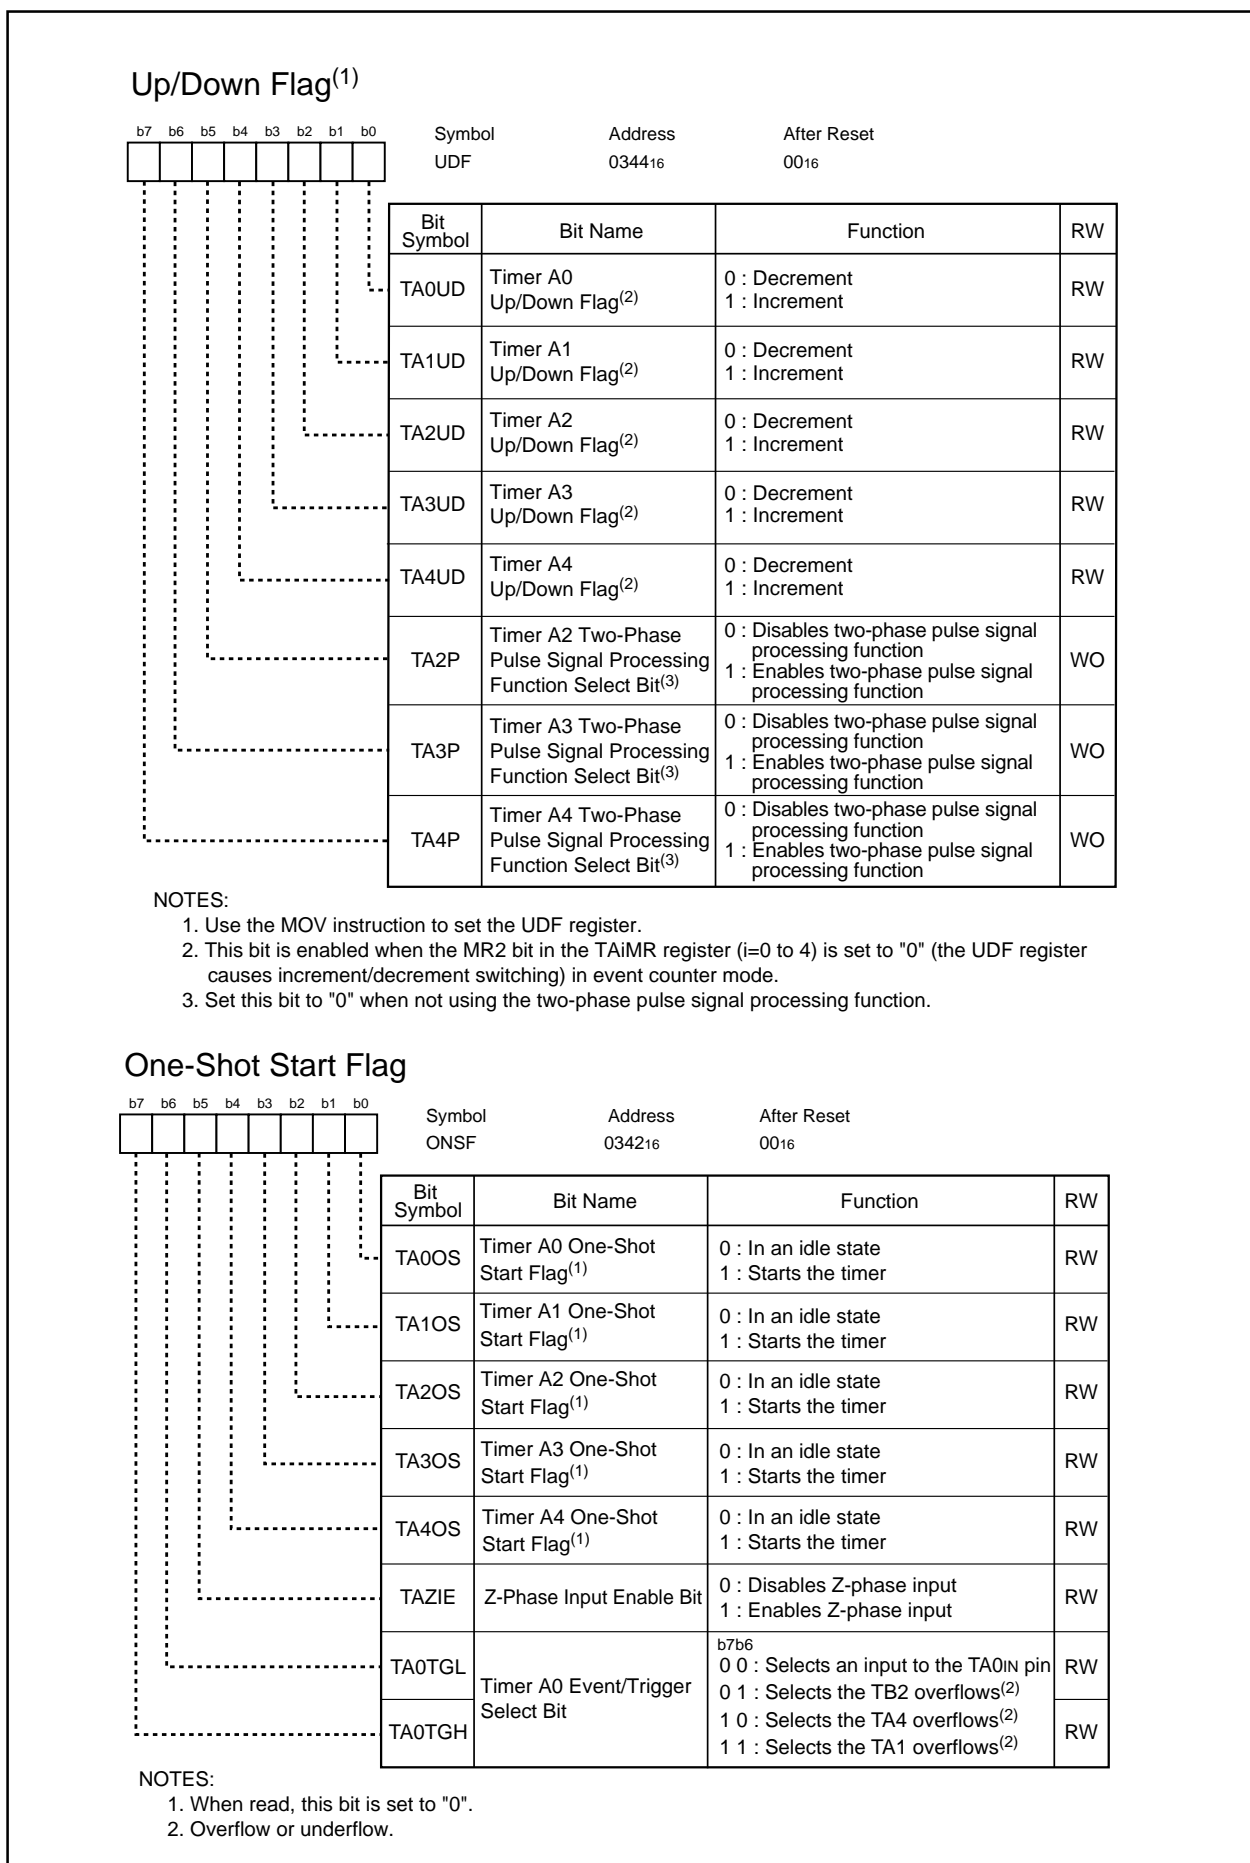 Up/Down Flag(1)
b7 b6 b5 b4 b3 b2 b1 b0
Symbol Address After Reset
UDF 034416 0016
Bit Symbol Bit Name Function RW
TA0UD Timer A0 Up/Down Flag(2) 0 : Decrement 1 : Increment RW
TA1UD Timer A1 Up/Down Flag(2) 0 : Decrement 1 : Increment RW
TA2UD Timer A2 Up/Down Flag(2) 0 : Decrement 1 : Increment RW
TA3UD Timer A3 Up/Down Flag(2) 0 : Decrement 1 : Increment RW
TA4UD Timer A4 Up/Down Flag(2) 0 : Decrement 1 : Increment RW
TA2P Timer A2 Two-Phase Pulse Signal Processing Function Select Bit(3) 0 : Disables two-phase pulse signal processing function 1 : Enables two-phase pulse signal processing function WO
TA3P Timer A3 Two-Phase Pulse Signal Processing Function Select Bit(3) 0 : Disables two-phase pulse signal processing function 1 : Enables two-phase pulse signal processing function WO
TA4P Timer A4 Two-Phase Pulse Signal Processing Function Select Bit(3) 0 : Disables two-phase pulse signal processing function 1 : Enables two-phase pulse signal processing function WO
NOTES:
1. Use the MOV instruction to set the UDF register.
2. This bit is enabled when the MR2 bit in the TAiMR register (i=0 to 4) is set to "0" (the UDF register
causes increment/decrement switching) in event counter mode.
3. Set this bit to "0" when not using the two-phase pulse signal processing function.
One-Shot Start Flag
b7 b6 b5 b4 b3 b2 b1 b0
Symbol Address After Reset
ONSF 034216 0016
Bit Symbol Bit Name Function RW
TA0OS Timer A0 One-Shot Start Flag(1) 0 : In an idle state 1 : Starts the timer RW
TA1OS Timer A1 One-Shot Start Flag(1) 0 : In an idle state 1 : Starts the timer RW
TA2OS Timer A2 One-Shot Start Flag(1) 0 : In an idle state 1 : Starts the timer RW
TA3OS Timer A3 One-Shot Start Flag(1) 0 : In an idle state 1 : Starts the timer RW
TA4OS Timer A4 One-Shot Start Flag(1) 0 : In an idle state 1 : Starts the timer RW
TAZIE Z-Phase Input Enable Bit 0 : Disables Z-phase input 1 : Enables Z-phase input RW
TA0TGL Timer A0 Event/Trigger Select Bit b7b6 0 0 : Selects an input to the TA0IN pin RW
0 1 : Selects the TB2 overflows(2)
TA0TGH 1 0 : Selects the TA4 overflows(2) RW
1 1 : Selects the TA1 overflows(2)
NOTES:
1. When read, this bit is set to "0".
2. Overflow or underflow.